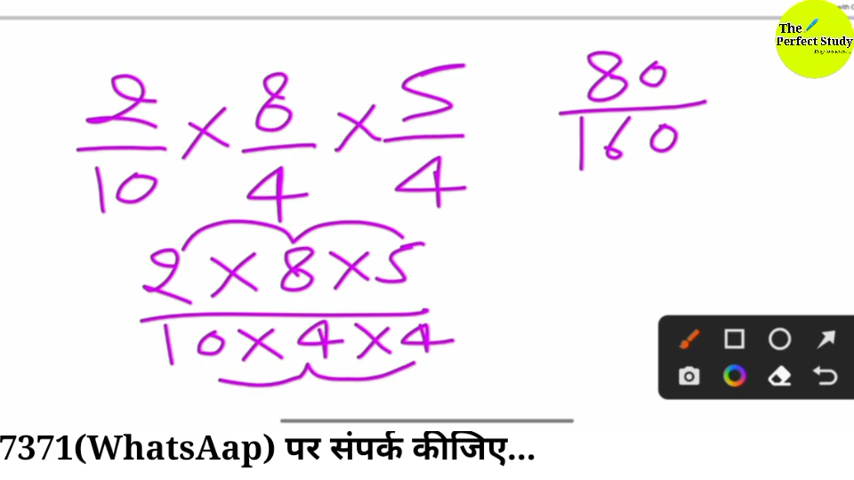 The
Perfect Study
2/10 × 8/4 × 5/4
80/160
2 × 8 × 5
10 × 4 × 4
7371(WhatsAap) पर संपर्क कीजिए...